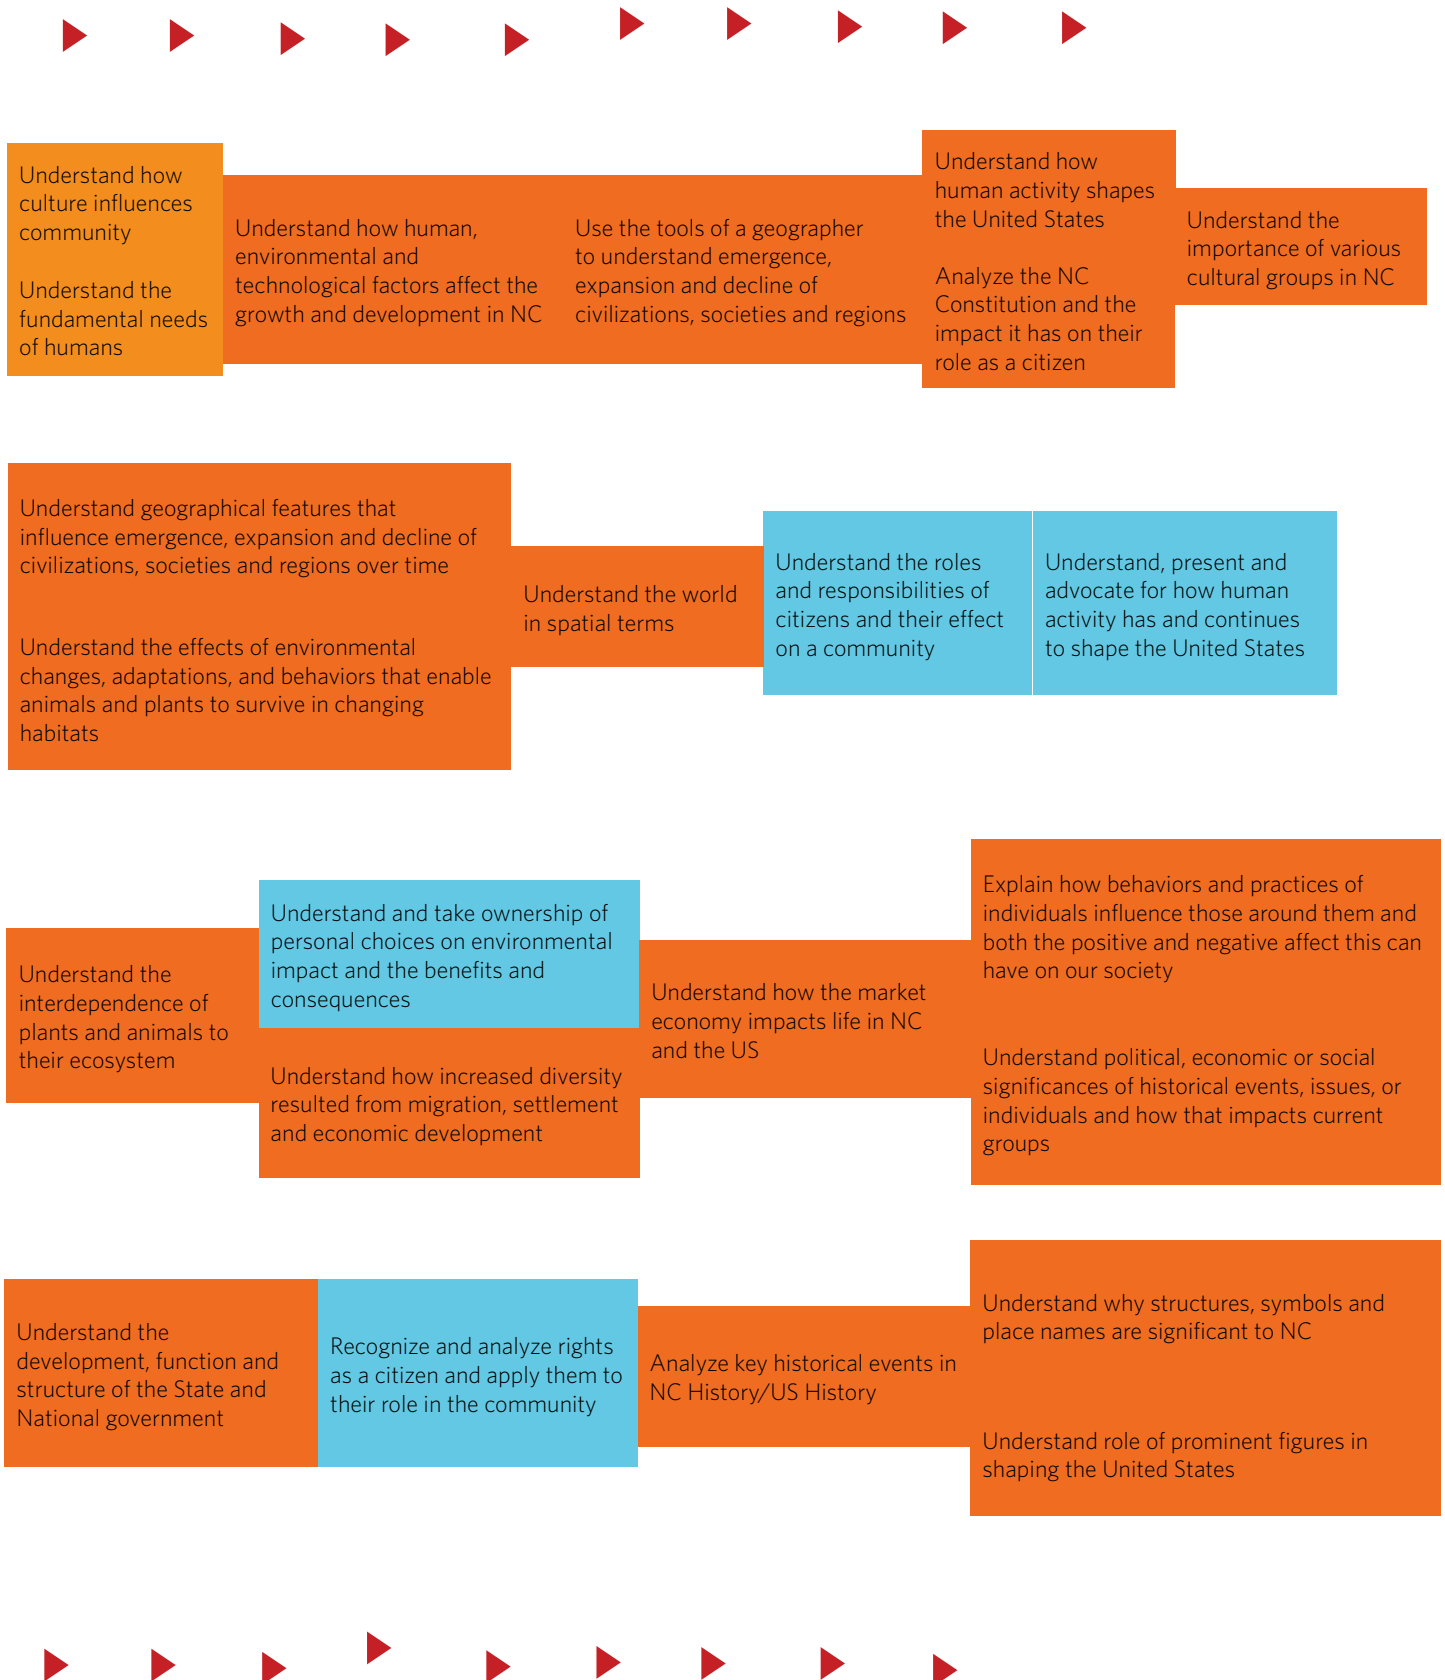 Understand how
culture influences
community
Understand the
fundamental needs
of humans
Understand how human,
environmental and
technological factors affect the
growth and development in NC
Use the tools of a geographer
to understand emergence,
expansion and decline of
civilizations, societies and regions
Understand how
human activity shapes
the United States
Analyze the NC
Constitution and the
impact it has on their
role as a citizen
Understand the
importance of various
cultural groups in NC
Understand geographical features that
influence emergence, expansion and decline of
civilizations, societies and regions over time
Understand the effects of environmental
changes, adaptations, and behaviors that enable
animals and plants to survive in changing
habitats
Understand the world
in spatial terms
Understand the roles
and responsibilities of
citizens and their effect
on a community
Understand, present and
advocate for how human
activity has and continues
to shape the United States
Understand the
interdependence of
plants and animals to
their ecosystem
Understand and take ownership of
personal choices on environmental
impact and the benefits and
consequences
Understand how increased diversity
resulted from migration, settlement
and economic development
Understand how the market
economy impacts life in NC
and the US
Explain how behaviors and practices of
individuals influence those around them and
both the positive and negative affect this can
have on our society
Understand political, economic or social
significances of historical events, issues, or
individuals and how that impacts current
groups
Understand the
development, function and
structure of the State and
National government
Recognize and analyze rights
as a citizen and apply them to
their role in the community
Analyze key historical events in
NC History/US History
Understand why structures, symbols and
place names are significant to NC
Understand role of prominent figures in
shaping the United States